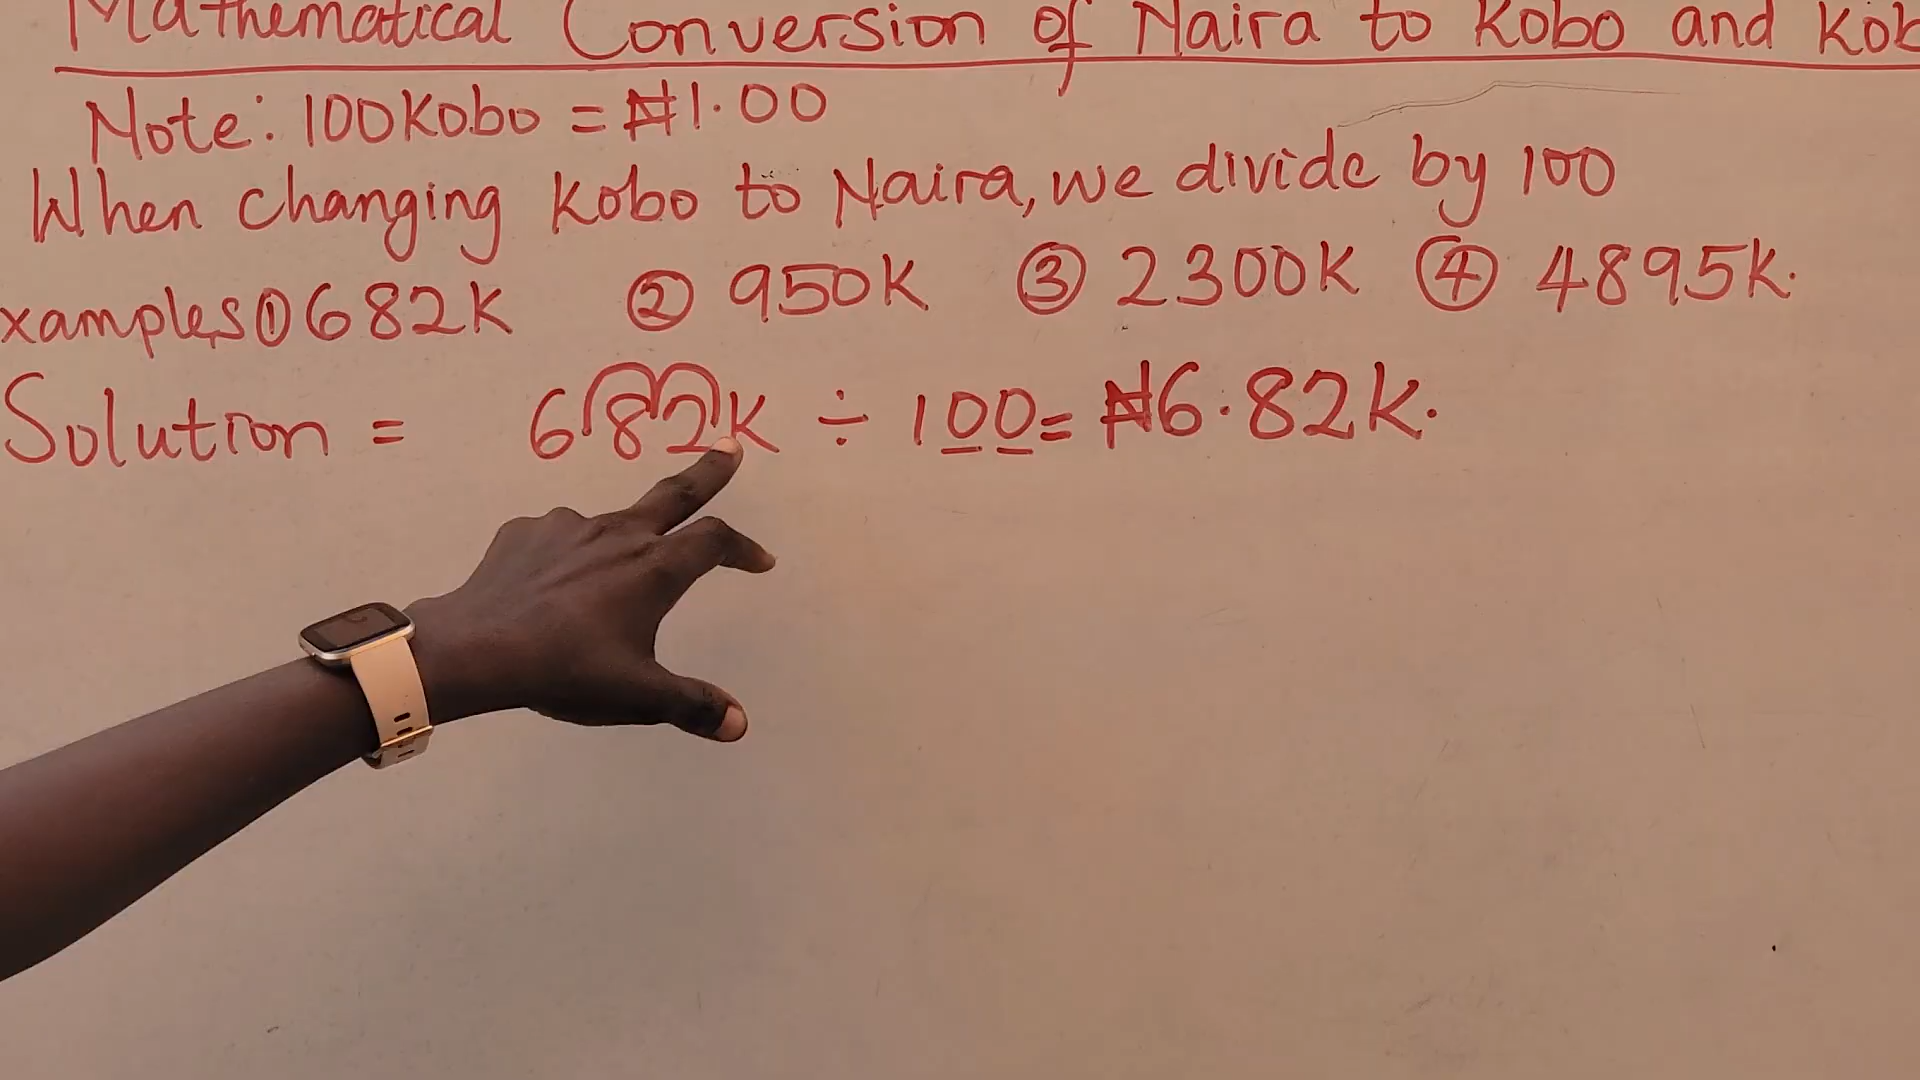 Mathematical Conversion of Naira to Kobo and Kob
Note: 100Kobo = ₦1.00
When changing Kobo to Naira, we divide by 100
xamples ① 682K ② 950K ③ 2300K ④ 4895K.
Solution = 682K ÷ 100 = ₦6.82K.